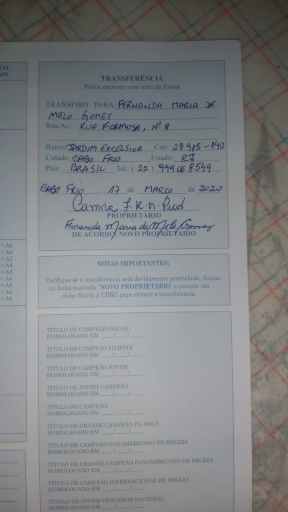 TRANSFERÊNCIA
Favor escrever com letra de forma
TRANSFIRO PARA: FERNANDA MARIA DE
MELO GOMES
Rua/Av.: RUA FORMOSA, Nº 8
Bairro: JARDIM EXCELSIOR Cep: 28915-140
Cidade: CABO FRIO Estado: RJ
País: BRASIL Tel.: (22)
CABO FRIO, 17 de MARÇO de 2020
Camila
PROPRIETÁRIO
Fernanda Maria de Melo Gomes
DE ACORDO NOVO PROPRIETÁRIO
NOTAS IMPORTANTES:
Verifique se a transferência está devidamente preenchida. Assine
na linha marcada "NOVO PROPRIETÁRIO" e procure um
clube filiado à CBKC para efetuar a transferência.
TÍTULO DE CAMPEÃO INICIAL
HOMOLOGADO EM ___/___/___
TÍTULO DE CAMPEÃO FILHOTE
HOMOLOGADO EM ___/___/___
TÍTULO DE CAMPEÃO JOVEM
HOMOLOGADO EM ___/___/___
TÍTULO DE JOVEM CAMPEÃO
HOMOLOGADO EM ___/___/___
TÍTULO DE CAMPEÃO
HOMOLOGADO EM ___/___/___
TÍTULO DE GRANDE CAMPEÃO DA RAÇA
HOMOLOGADO EM ___/___/___
TÍTULO DE CAMPEÃO PANAMERICANO DE BELEZA
HOMOLOGADO EM ___/___/___
TÍTULO DE GRANDE CAMPEÃO PANAMERICANO DE BELEZA
HOMOLOGADO EM ___/___/___
TÍTULO DE CAMPEÃO INTERNACIONAL DE BELEZA
HOMOLOGADO EM ___/___/___
TÍTULO DE JOVEM VENCEDOR NACIONAL
HOMOLOGADO EM ___/___/___